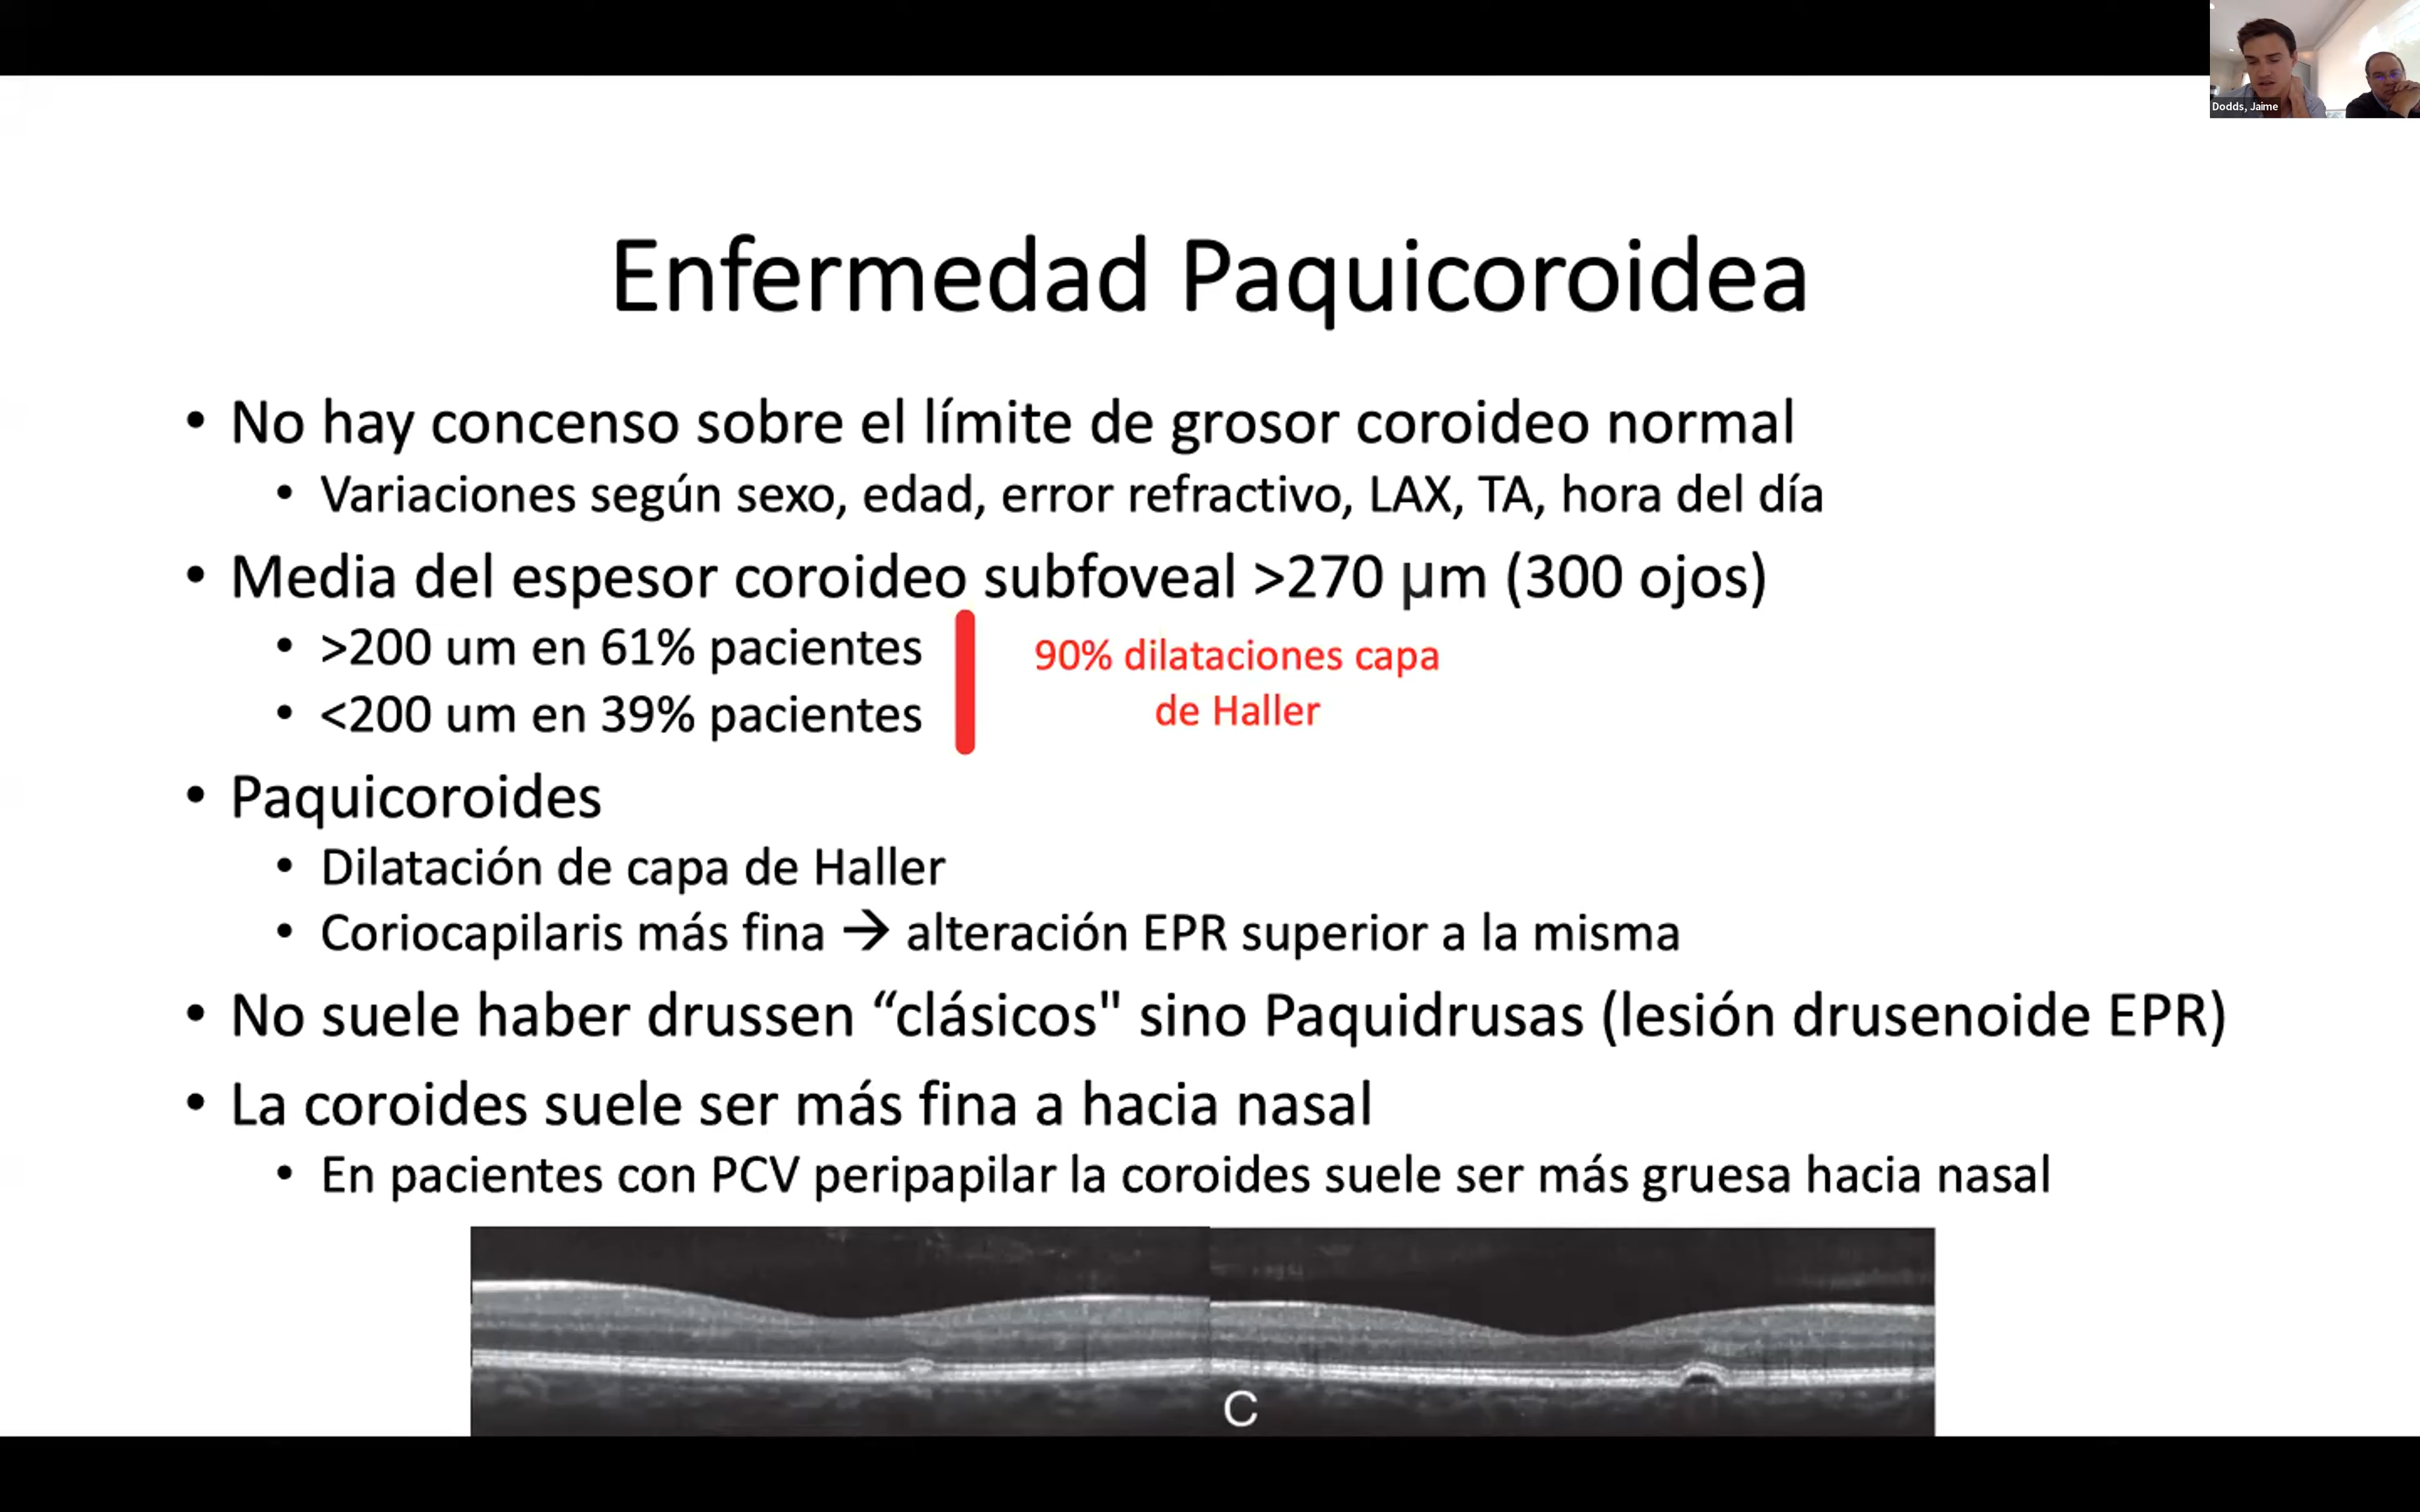 Dodds, Jaime
Enfermedad Paquicoroidea
• No hay concenso sobre el límite de grosor coroideo normal
• Variaciones según sexo, edad, error refractivo, LAX, TA, hora del día
• Media del espesor coroideo subfoveal >270 µm (300 ojos)
• >200 um en 61% pacientes
• <200 um en 39% pacientes
90% dilataciones capa
de Haller
• Paquicoroides
• Dilatación de capa de Haller
• Coriocapilaris más fina → alteración EPR superior a la misma
• No suele haber drussen “clásicos" sino Paquidrusas (lesión drusenoide EPR)
• La coroides suele ser más fina a hacia nasal
• En pacientes con PCV peripapilar la coroides suele ser más gruesa hacia nasal
C